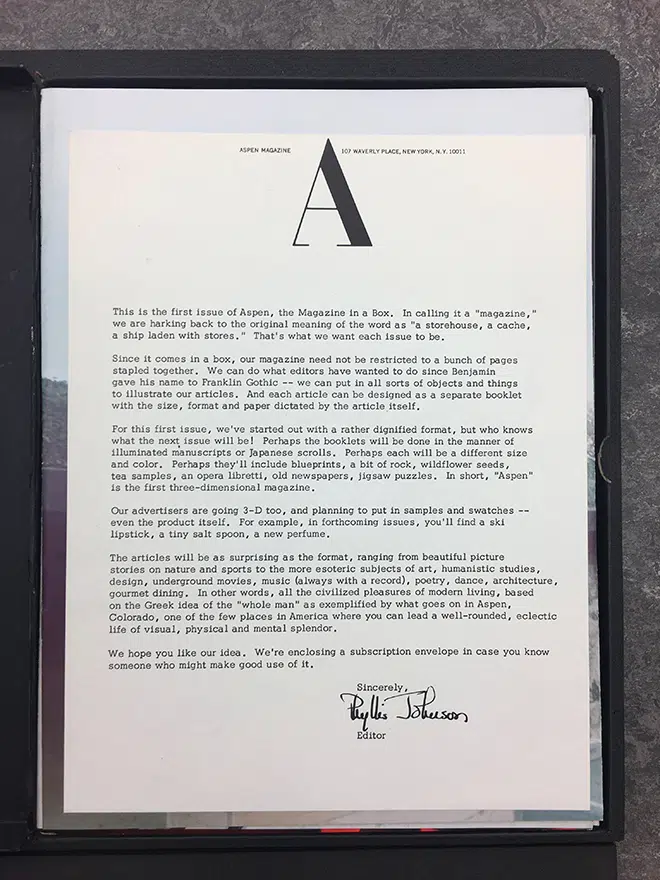 ASPEN MAGAZINE
107 WAVERLY PLACE, NEW YORK, N.Y. 10011
A
This is the first issue of Aspen, the Magazine in a Box. In calling it a "magazine,"
we are harking back to the original meaning of the word as "a storehouse, a cache,
a ship laden with stores." That's what we want each issue to be.
Since it comes in a box, our magazine need not be restricted to a bunch of pages
stapled together. We can do what editors have wanted to do since Benjamin
gave his name to Franklin Gothic -- we can put in all sorts of objects and things
to illustrate our articles. And each article can be designed as a separate booklet
with the size, format and paper dictated by the article itself.
For this first issue, we've started out with a rather dignified format, but who knows
what the next issue will be! Perhaps the booklets will be done in the manner of
illuminated manuscripts or Japanese scrolls. Perhaps each will be a different size
and color. Perhaps they'll include blueprints, a bit of rock, wildflower seeds,
tea samples, an opera libretti, old newspapers, jigsaw puzzles. In short, "Aspen"
is the first three-dimensional magazine.
Our advertisers are going 3-D too, and planning to put in samples and swatches --
even the product itself. For example, in forthcoming issues, you'll find a ski
lipstick, a tiny salt spoon, a new perfume.
The articles will be as surprising as the format, ranging from beautiful picture
stories on nature and sports to the more esoteric subjects of art, humanistic studies,
design, underground movies, music (always with a record), poetry, dance, architecture,
gourmet dining. In other words, all the civilized pleasures of modern living, based
on the Greek idea of the "whole man" as exemplified by what goes on in Aspen,
Colorado, one of the few places in America where you can lead a well-rounded, eclectic
life of visual, physical and mental splendor.
We hope you like our idea. We're enclosing a subscription envelope in case you know
someone who might make good use of it.
Sincerely,
Phyllis Johnson
Editor